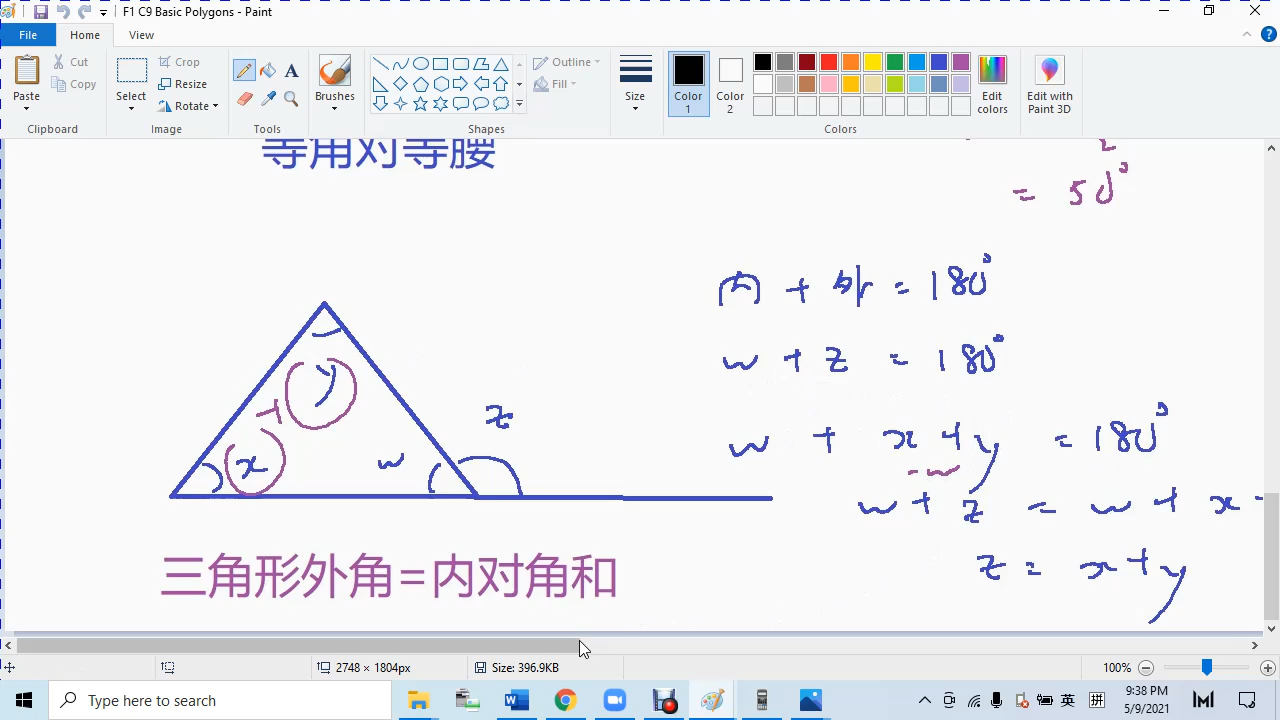 F1 C9 Basic Polygons - Paint
File
Home
View
Paste
Cut
Copy
Clipboard
Select
Crop
Resize
Rotate
Image
Tools
Brushes
Outline
Fill
Shapes
Size
Color 1
Color 2
Edit colors
Colors
Edit with Paint 3D
等角对等腰
2
= 50°
+ = 180°
w + z = 180°
w + x + y = 180°
-w
w + z = w + x
z = x + y
y
+
x
w
z
三角形外角=内对角和
2748 × 1804px
Size: 396.9KB
100%
Type here to search
英
拼
9:38 PM
5/9/2021